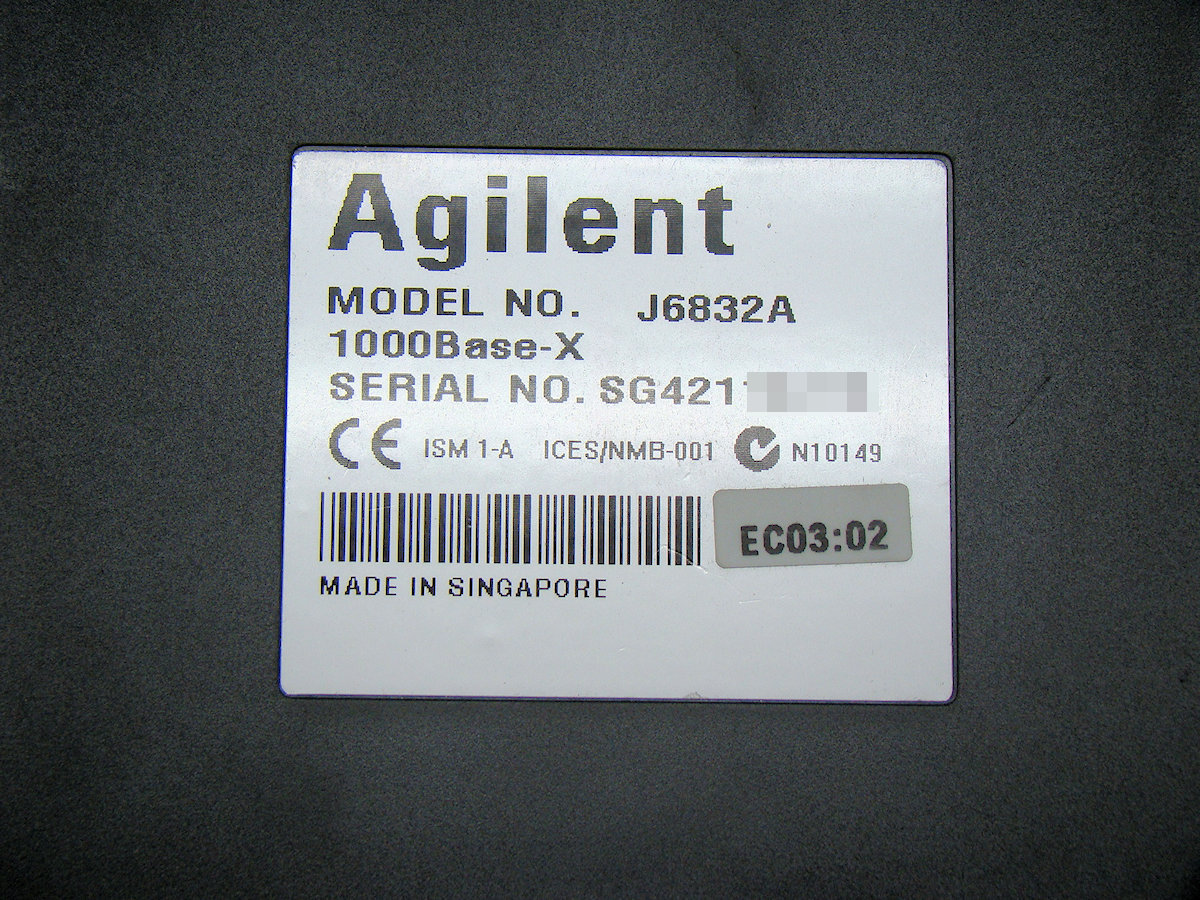 Agilent
MODEL NO. J6832A
1000Base-X
SERIAL NO. SG421
CE ISM 1-A ICES/NMB-001 N10149
EC03:02
MADE IN SINGAPORE